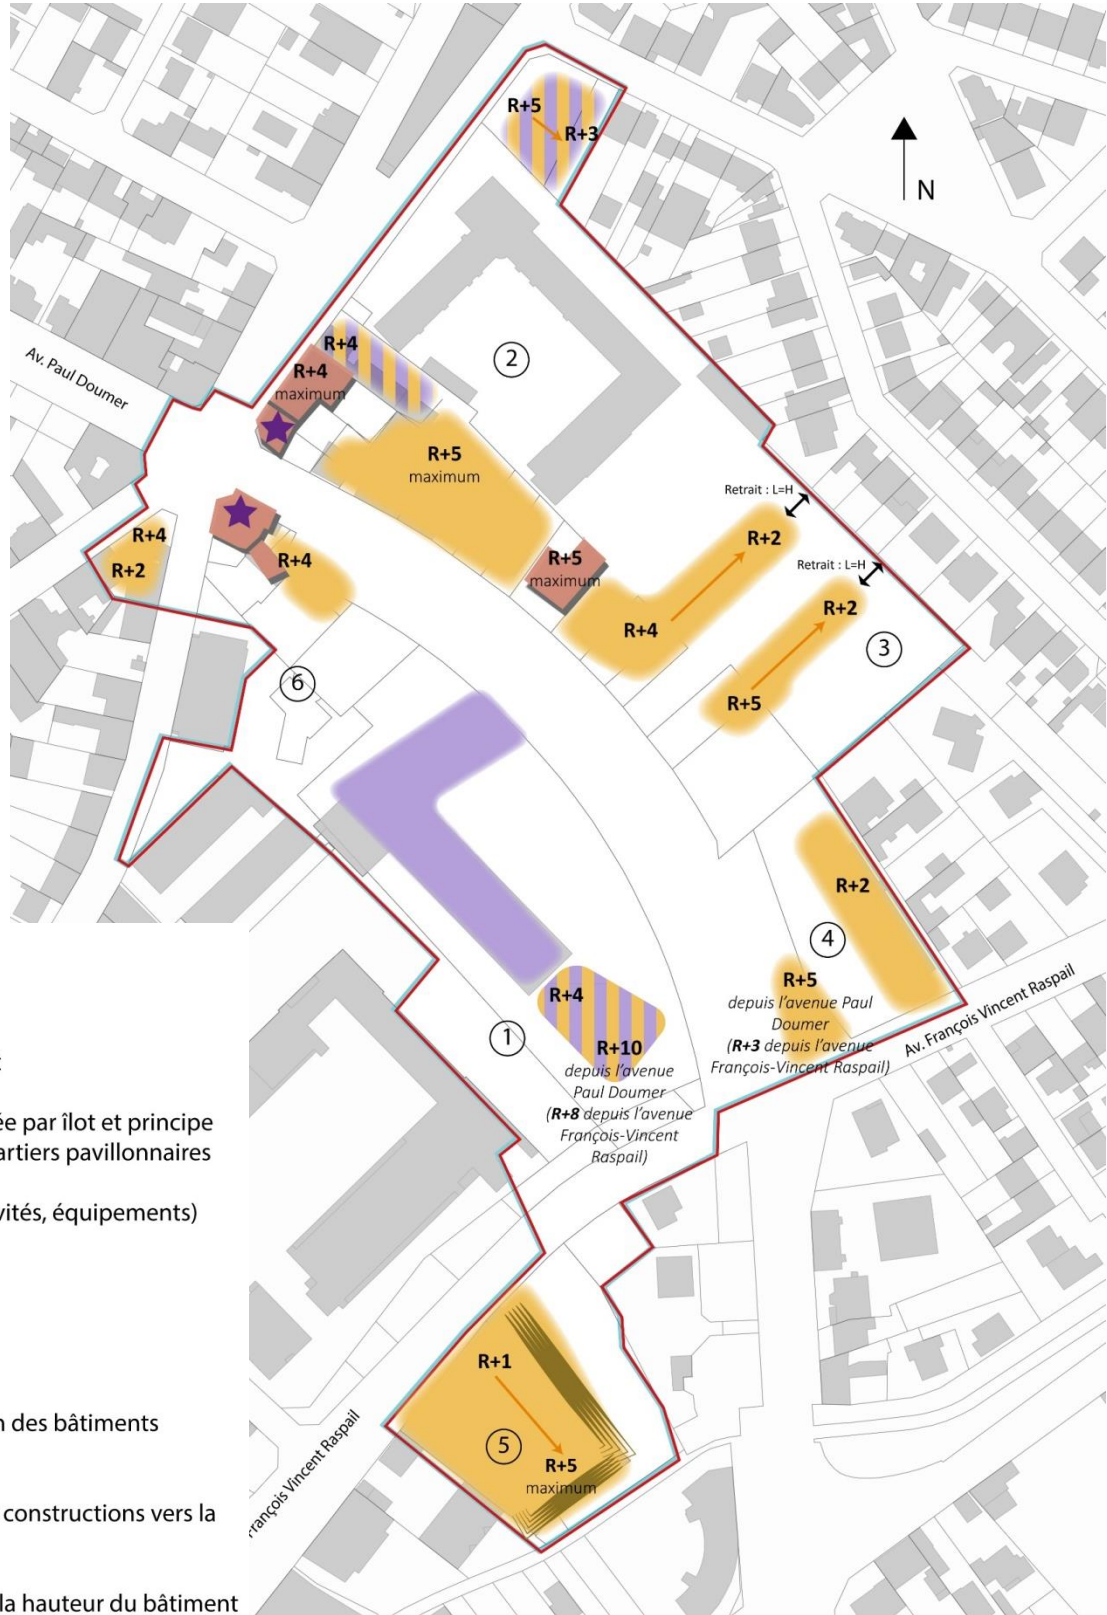 R+5
R+3
N
Av. Paul Doumer
R+4
R+4
maximum
2
R+5
maximum
Retrait : L=H
R+2
R+4
R+2
R+4
R+5
maximum
Retrait : L=H
R+2
R+4
3
6
R+5
R+2
4
R+5
depuis l'avenue Paul
Doumer
(R+3 depuis l'avenue
François-Vincent Raspail)
Av. François Vincent Raspail
R+4
1
R+10
depuis l'avenue
Paul Doumer
(R+8 depuis l'avenue
François-Vincent
Raspail)
ée par îlot et principe
artiers pavillonnaires
vités, équipements)
R+1
5
R+5
maximum
François Vincent Raspail
n des bâtiments
constructions vers la
la hauteur du bâtiment